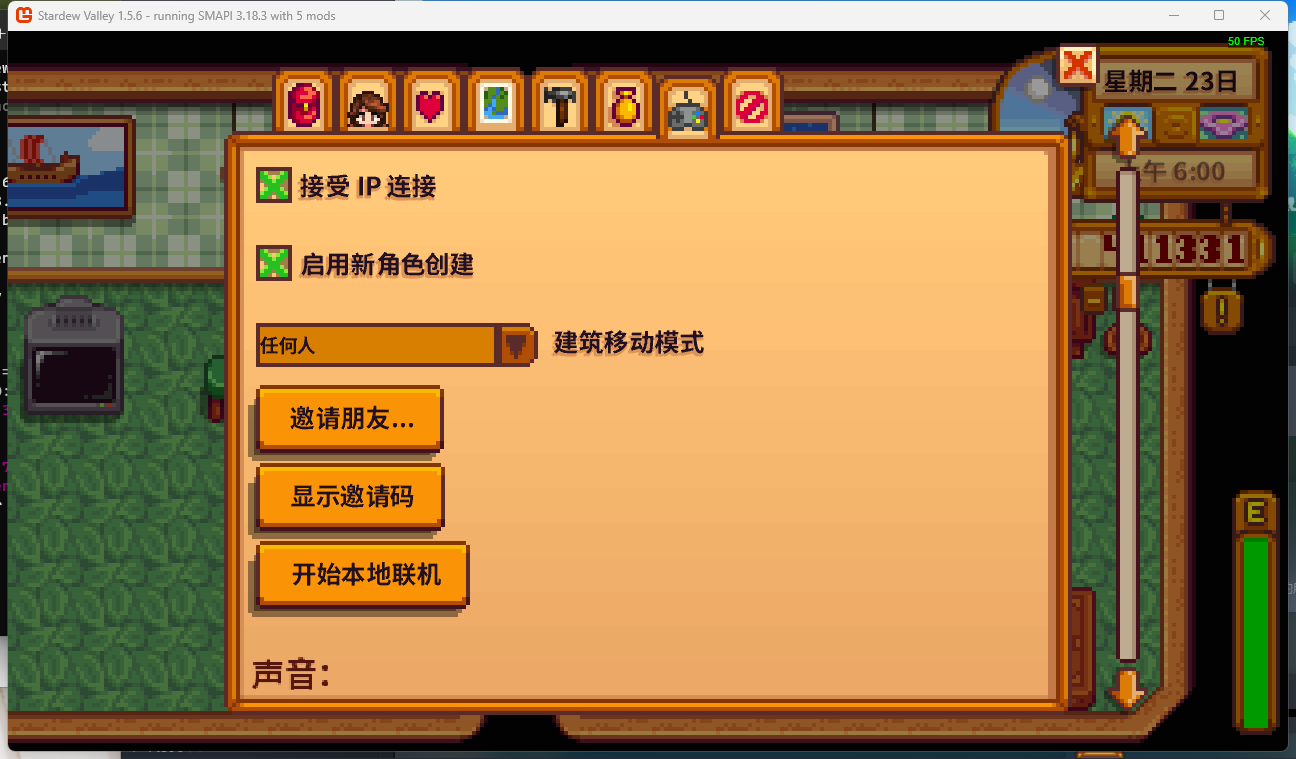 Stardew Valley 1.5.6 - running SMAPI 3.18.3 with 5 mods
50 FPS
星期二 23日
午 6:00
411331
接受 IP 连接
启用新角色创建
任何人
建筑移动模式
邀请朋友...
显示邀请码
开始本地联机
声音：
E